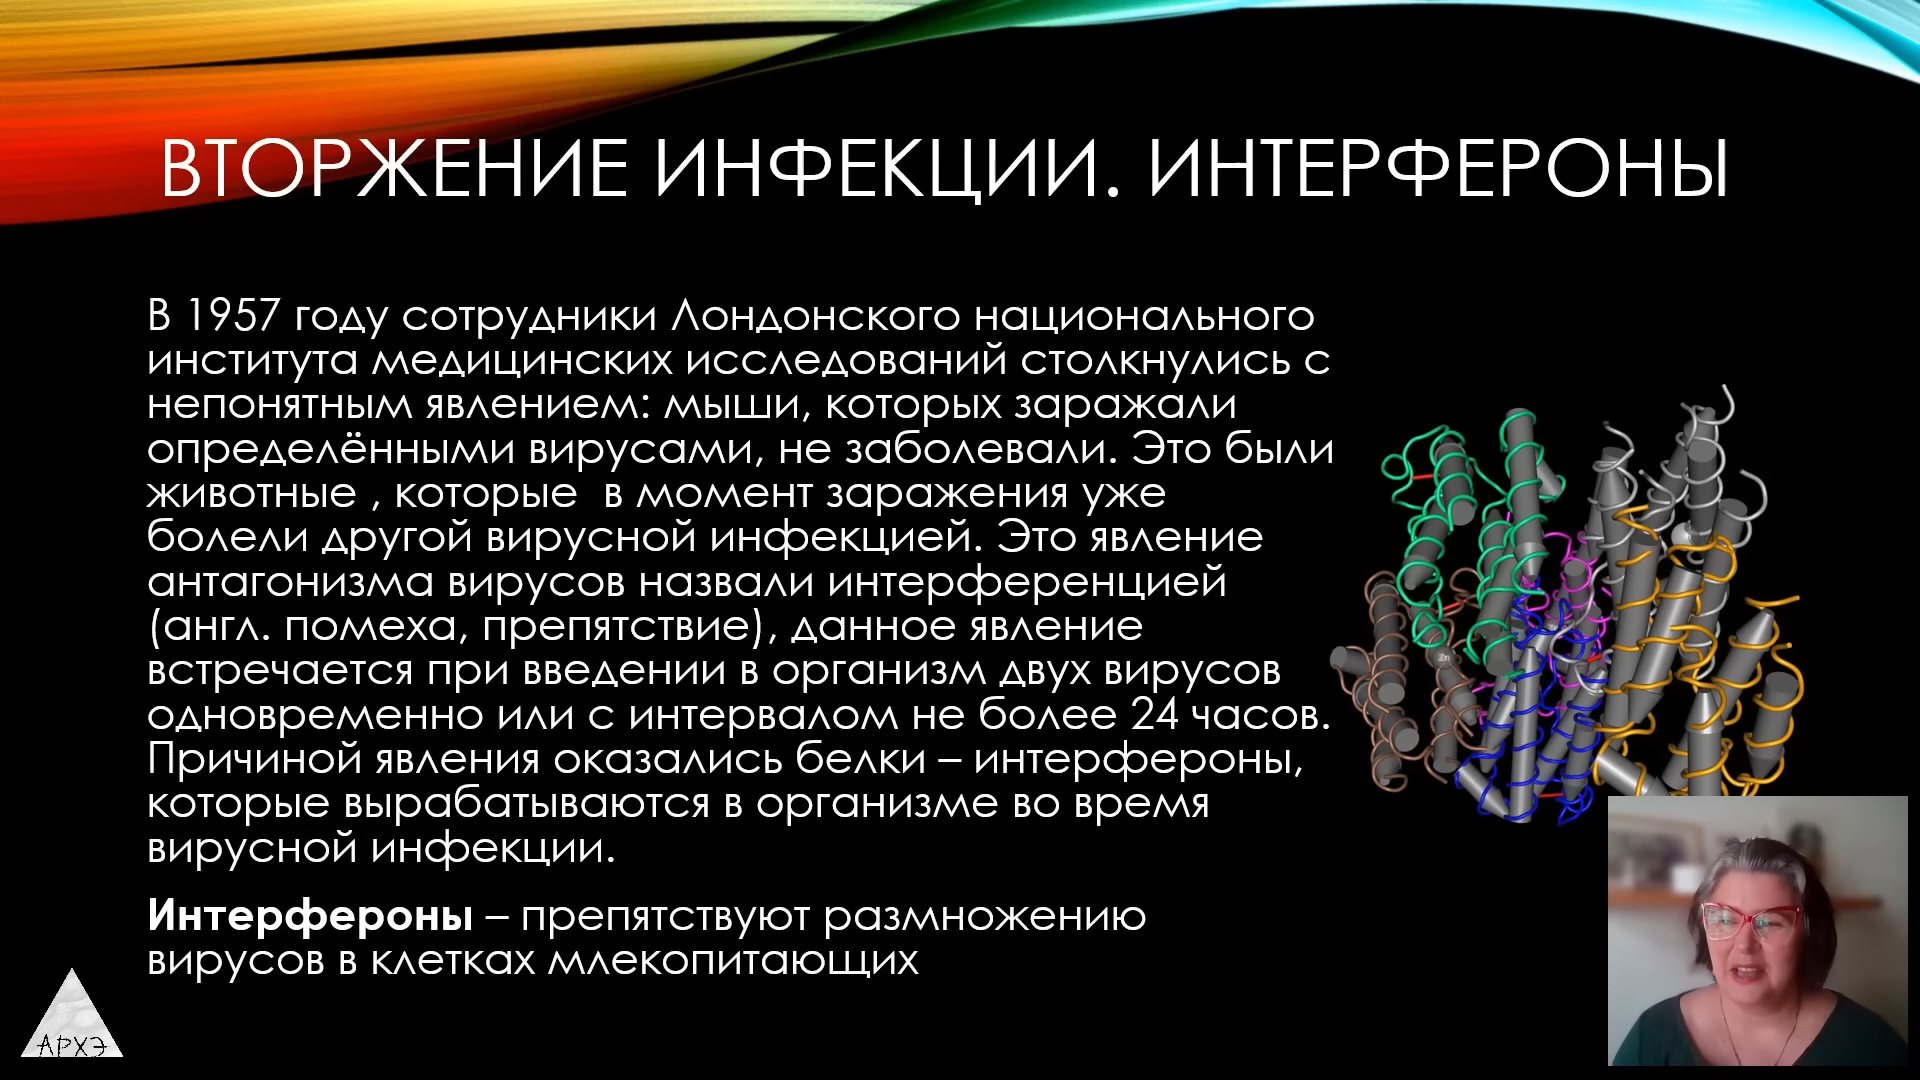 ВТОРЖЕНИЕ ИНФЕКЦИИ. ИНТЕРФЕРОНЫ
В 1957 году сотрудники Лондонского национального
института медицинских исследований столкнулись с
непонятным явлением: мыши, которых заражали
определёнными вирусами, не заболевали. Это были
животные , которые  в момент заражения уже
болели другой вирусной инфекцией. Это явление
антагонизма вирусов назвали интерференцией
(англ. помеха, препятствие), данное явление
встречается при введении в организм двух вирусов
одновременно или с интервалом не более 24 часов.
Причиной явления оказались белки – интерфероны,
которые вырабатываются в организме во время
вирусной инфекции.
Интерфероны – препятствуют размножению
вирусов в клетках млекопитающих
Zn
АРХЭ